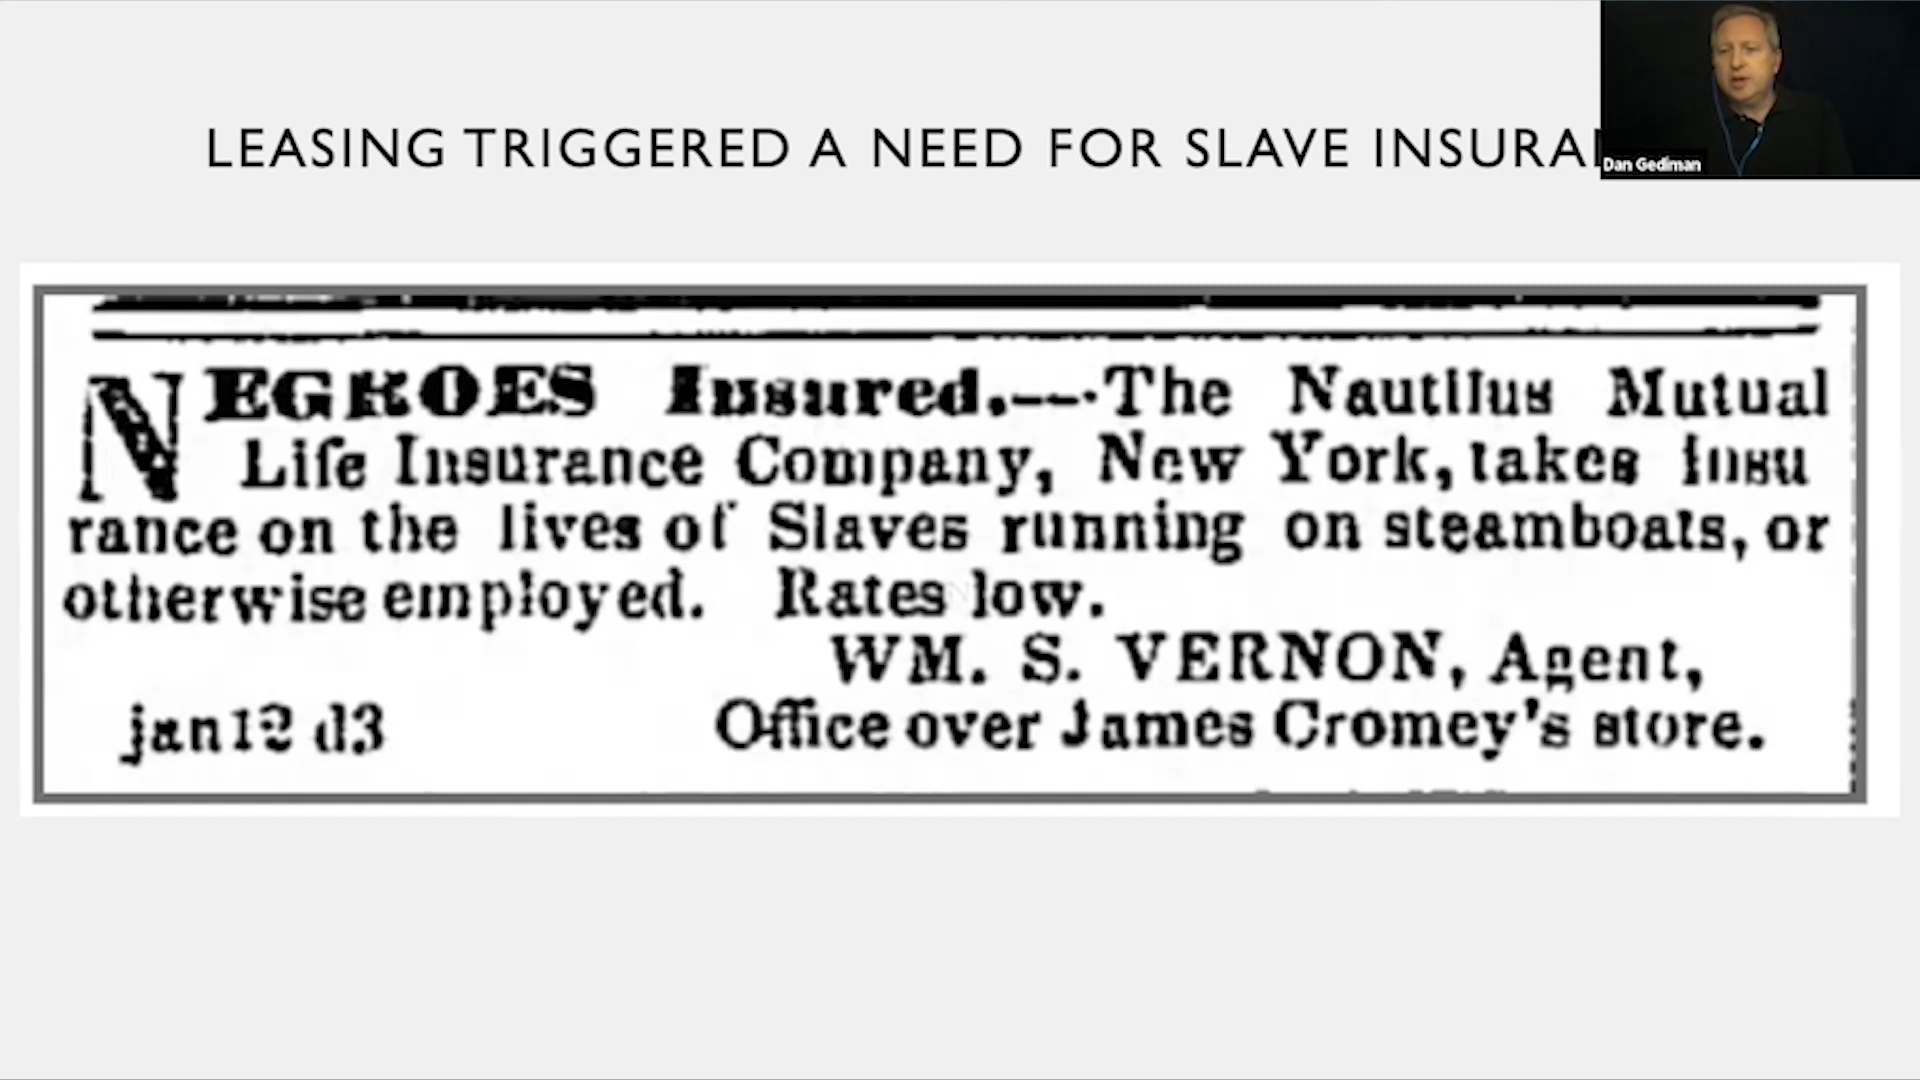 LEASING TRIGGERED A NEED FOR SLAVE INSURA
Dan Gediman
NEGROES Insured.—The Nautilus Mutual
Life Insurance Company, New York, takes Insu
rance on the lives of Slaves running on steamboats, or
otherwise employed. Rates low.
WM. S. VERNON, Agent,
jan12 d3 Office over James Cromey's store.